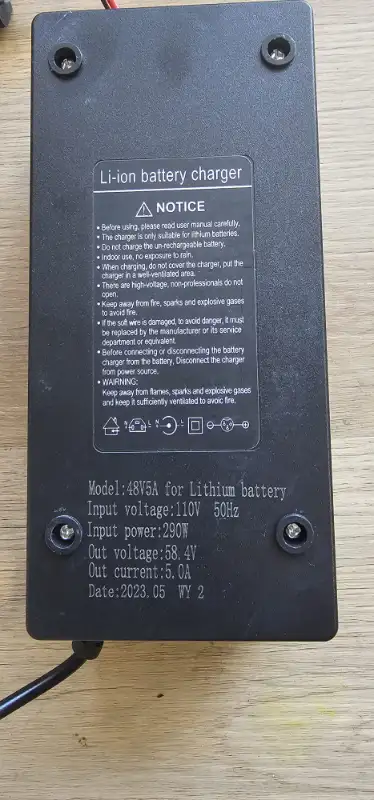 Li-ion battery charger
NOTICE
• Before using, please read user manual carefully.
• The charger is only suitable for lithium batteries.
• Do not charge the un-rechargeable battery.
• Indoor use, no exposure to rain.
• When charging, do not cover the charger, put the
charger in a well-ventilated area.
• There are high-voltage, non-professionals do not
open.
• Keep away from fire, sparks and explosive gases
to avoid fire.
• If the soft wire is damaged, to avoid danger, it must
be replaced by the manufacturer or its service
department or equivalent.
• Before connecting or disconnecting the battery
charger from the battery, Disconnect the charger
from power source.
• WAIRNING:
Keep away from flames, sparks and explosive gases
and keep it sufficiently ventilated to avoid fire.
N L N L
Model:48V5A for Lithium battery
Input voltage:110V 50Hz
Input power:290W
Out voltage:58.4V
Out current:5.0A
Date:2023.05 WY 2